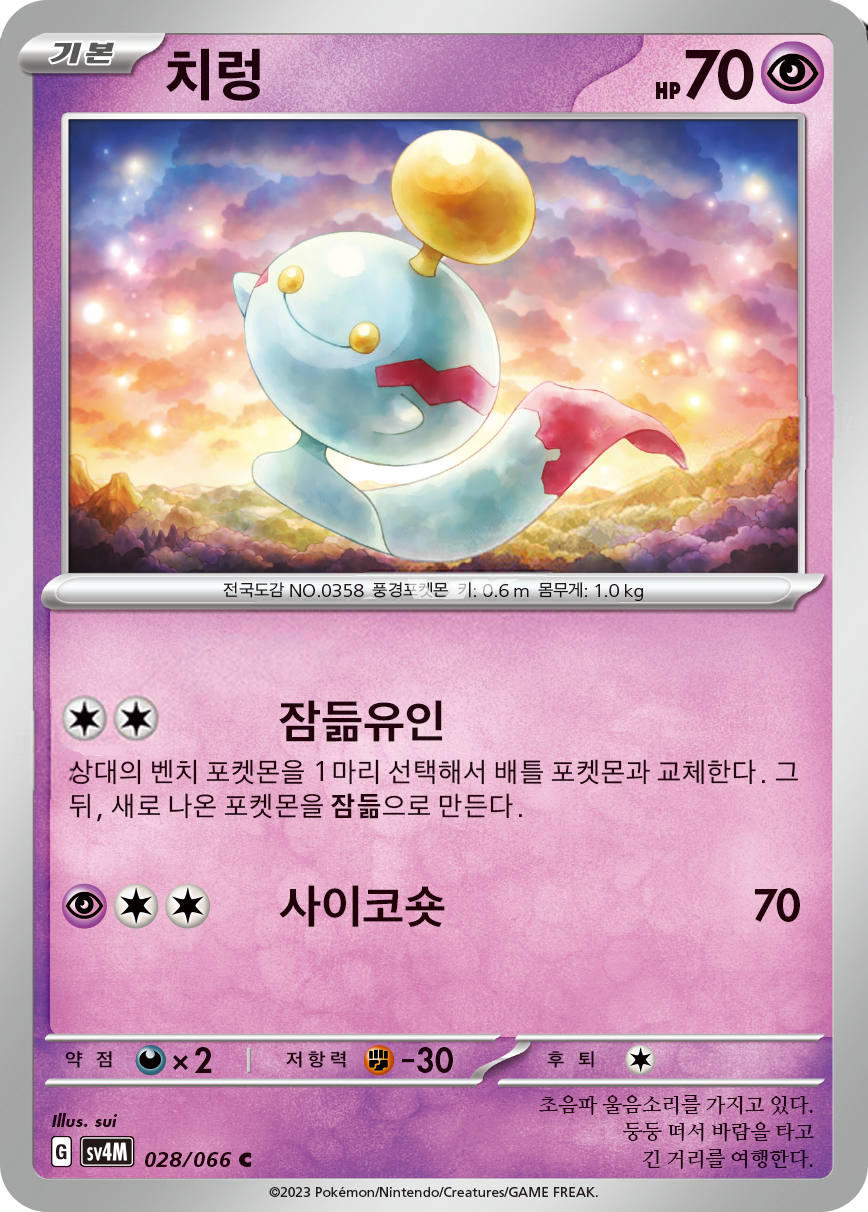 기본
치렁
HP 70
전국도감 NO.0358 풍경포켓몬 키: 0.6 m 몸무게: 1.0 kg
잠듦유인
상대의 벤치 포켓몬을 1마리 선택해서 배틀 포켓몬과 교체한다. 그
뒤, 새로 나온 포켓몬을 잠듦으로 만든다.
사이코숏 70
약점 ×2 저항력 -30 후퇴
초음파 울음소리를 가지고 있다.
둥둥 떠서 바람을 타고
긴 거리를 여행한다.
Illus. sui
G sv4M 028/066 C
©2023 Pokémon/Nintendo/Creatures/GAME FREAK.